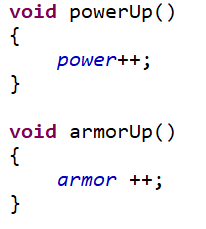 void powerUp()
{
    power++;
}

void armorUp()
{
    armor ++;
}